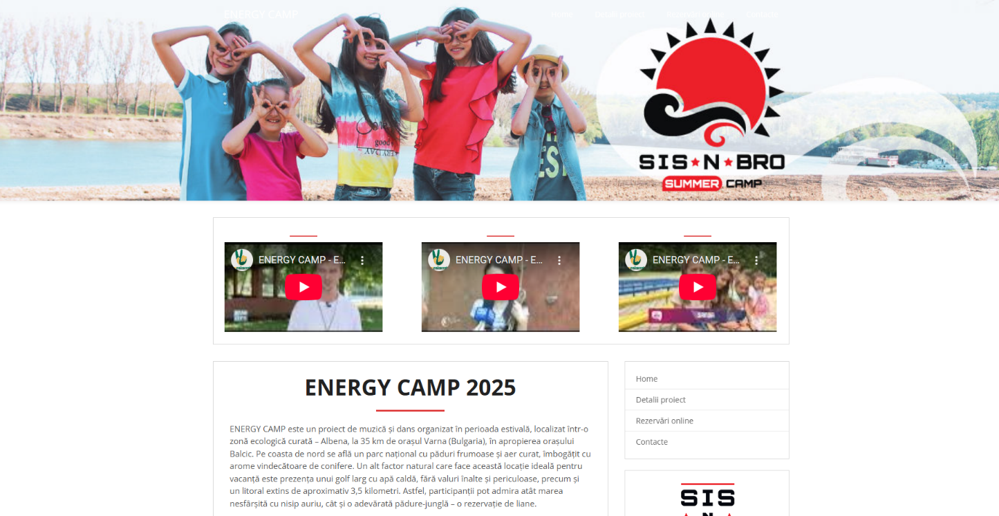 ENERGY CAMP
Home Detalii proiect Rezervări online Contacte
SIS★N★BRO
SUMMER CAMP
ENERGY CAMP - E...
ENERGY CAMP - E...
ENERGY CAMP - E...
ENERGY CAMP 2025
ENERGY CAMP este un proiect de muzică și dans organizat în perioada estivală, localizat într-o
zonă ecologică curată – Albena, la 35 km de orașul Varna (Bulgaria), în apropierea orașului
Balcic. Pe coasta de nord se află un parc național cu păduri frumoase și aer curat, îmbogățit cu
arome vindecătoare de conifere. Un alt factor natural care face această locație ideală pentru
vacanță este prezența unui golf larg cu apă caldă, fără valuri înalte și periculoase, precum și
un litoral extins de aproximativ 3,5 kilometri. Astfel, participanții pot admira atât marea
nesfârșită cu nisip auriu, cât și o adevărată pădure-junglă – o rezervație de liane.
Home
Detalii proiect
Rezervări online
Contacte
SIS